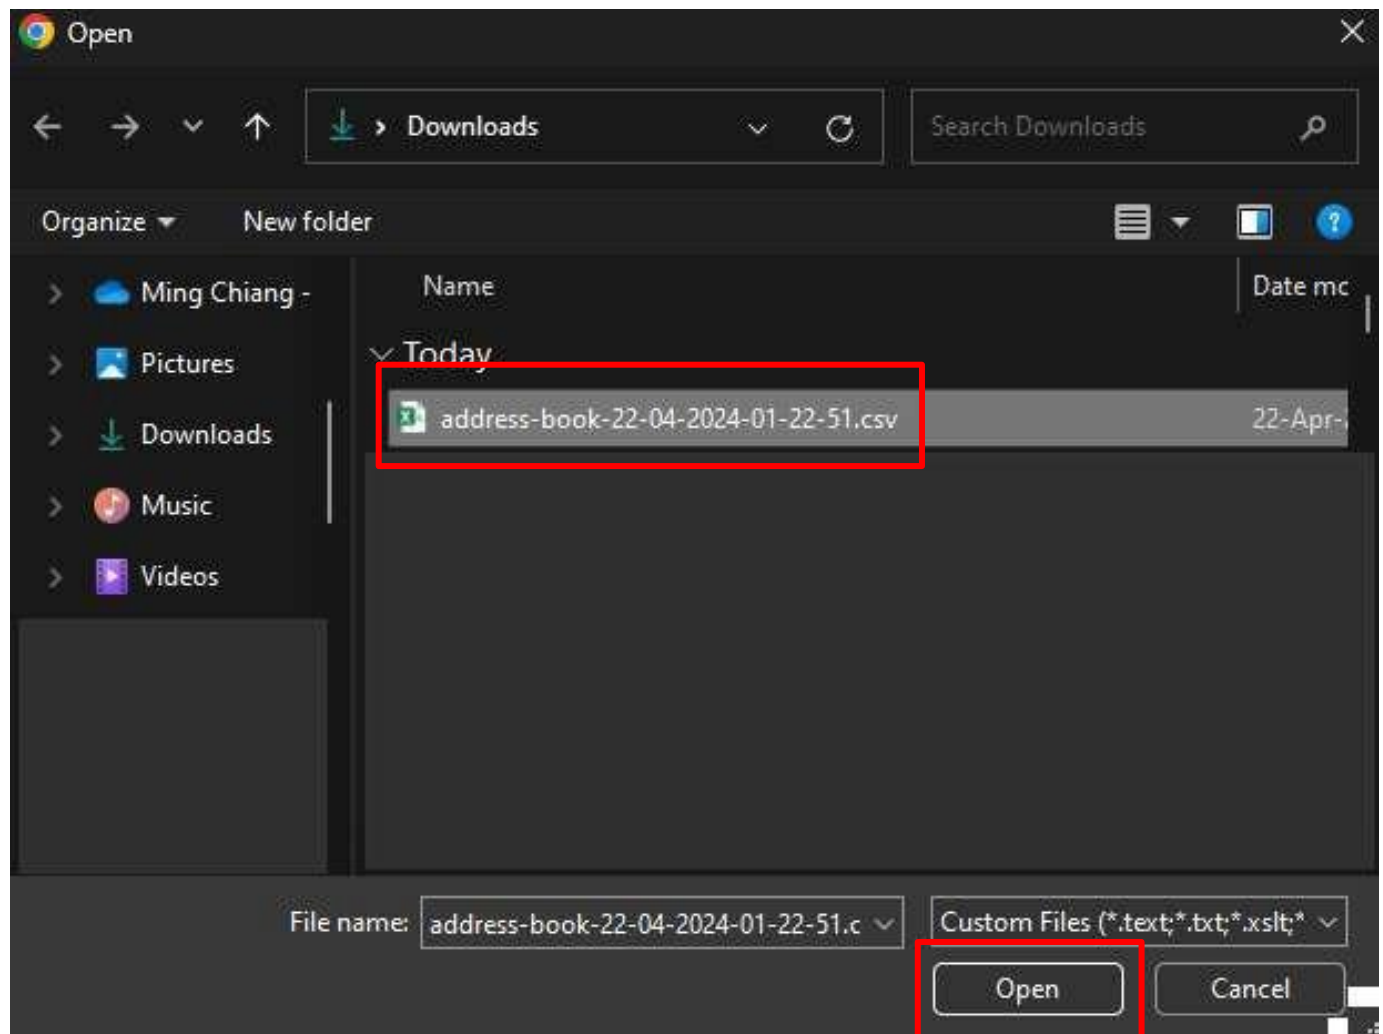 Open
Downloads
Search Downloads
Organize
New folder
Name
Date mo
Ming Chiang -
Pictures
Downloads
Music
Videos
Today
address-book-22-04-2024-01-22-51.csv
22-Apr-
File name:
address-book-22-04-2024-01-22-51.c
Custom Files (*.text;*.txt;*.xslt;*
Open
Cancel